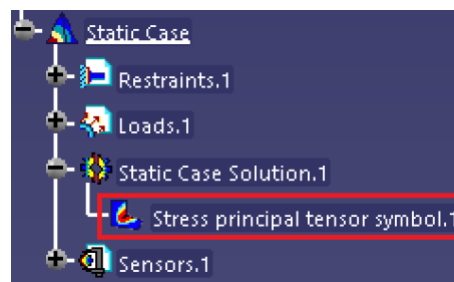 Static Case
Restraints.1
Loads.1
Static Case Solution.1
Stress principal tensor symbol.1
Sensors.1